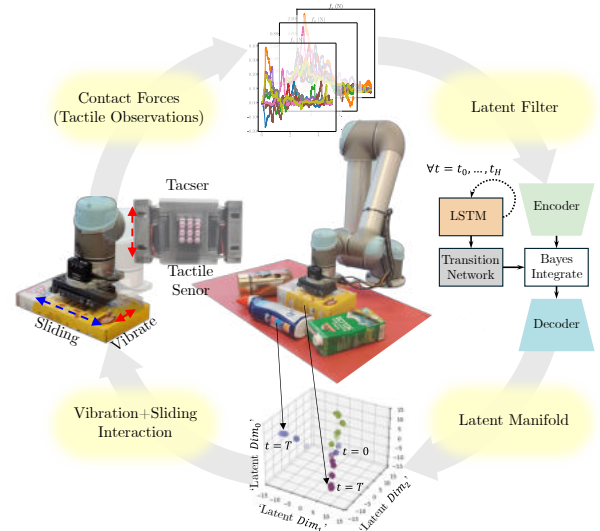 Contact Forces
(Tactile Observations)
Latent Filter
∀t = t₀, ..., t_H
LSTM
Encoder
Transition
Network
Bayes
Integrate
Decoder
Tacser
Tactile
Senor
Sliding
Vibrate
Vibration+Sliding
Interaction
Latent Manifold
t = T
t = 0
t = T
'Latent Dim₀'
'Latent Dim₁'
'Latent Dim₂'